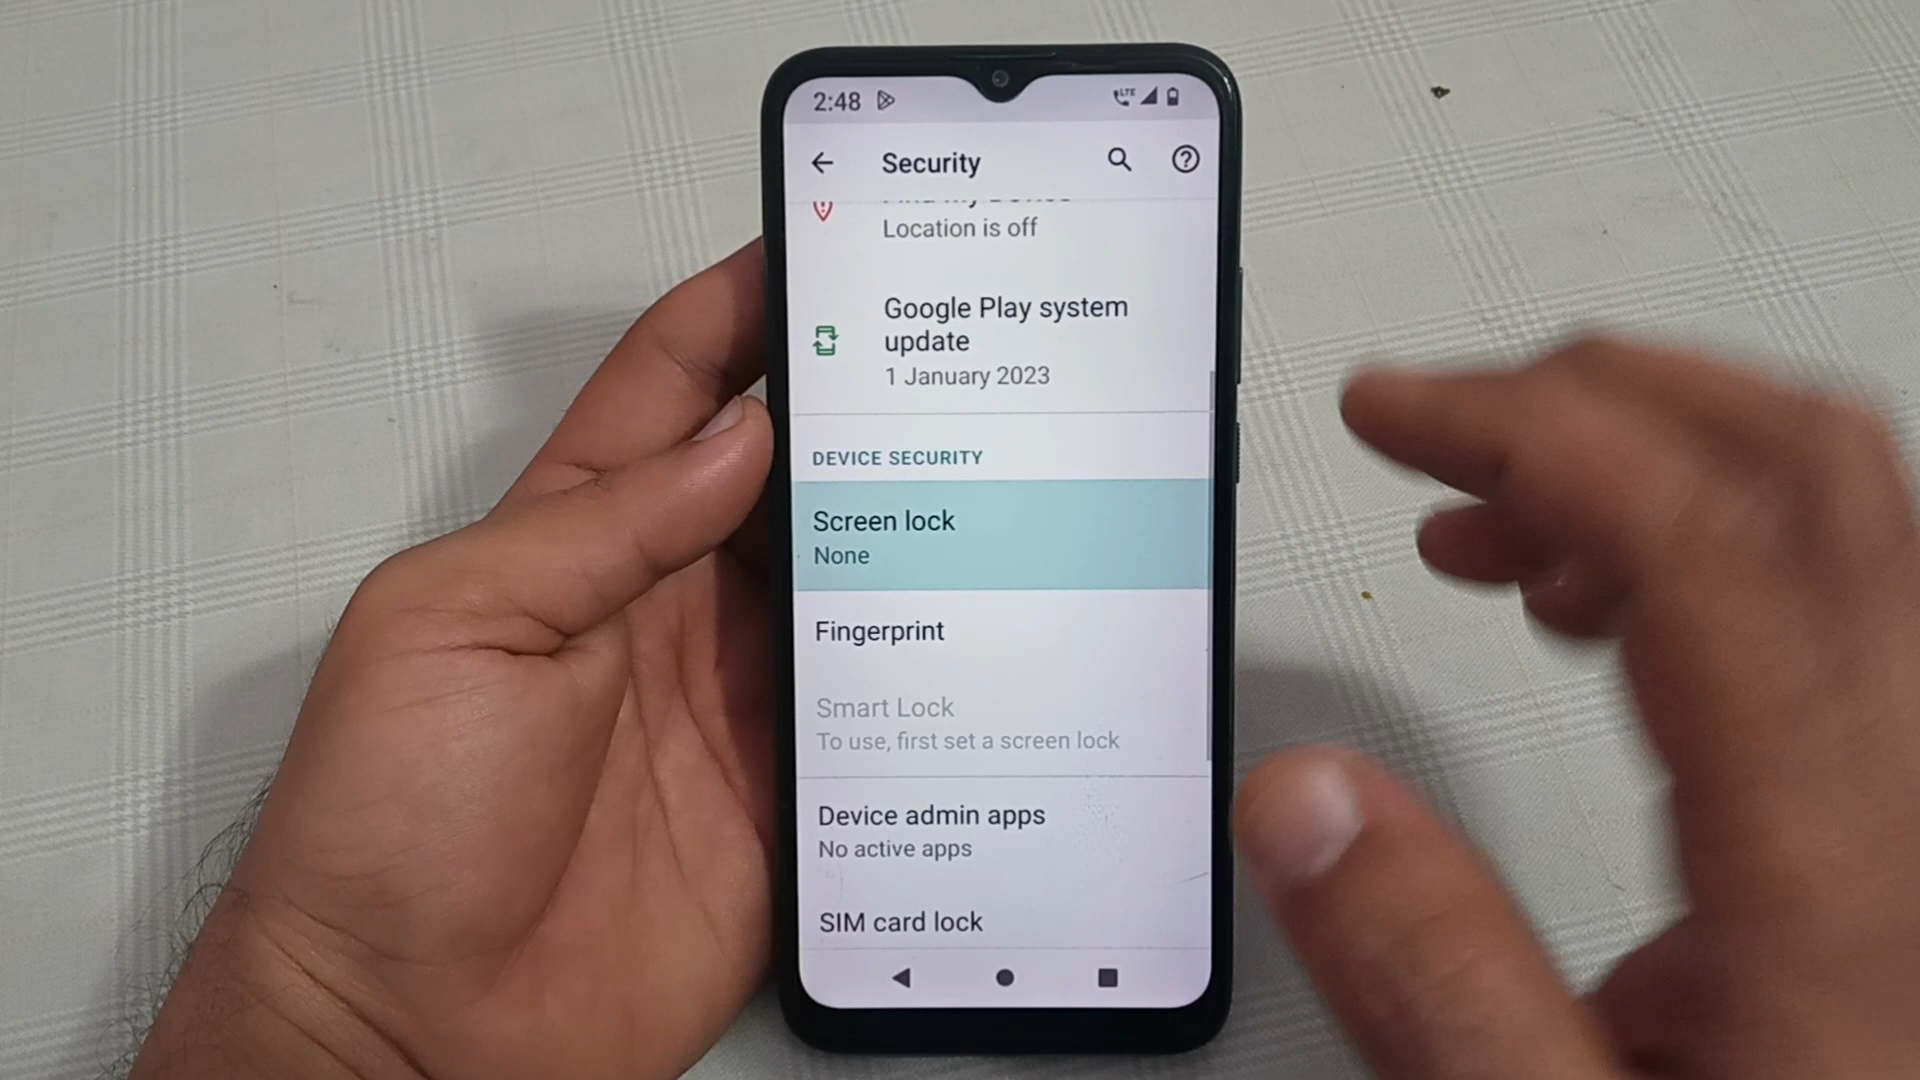 2:48
LTE
Security
Location is off
Google Play system
update
1 January 2023
DEVICE SECURITY
Screen lock
None
Fingerprint
Smart Lock
To use, first set a screen lock
Device admin apps
No active apps
SIM card lock